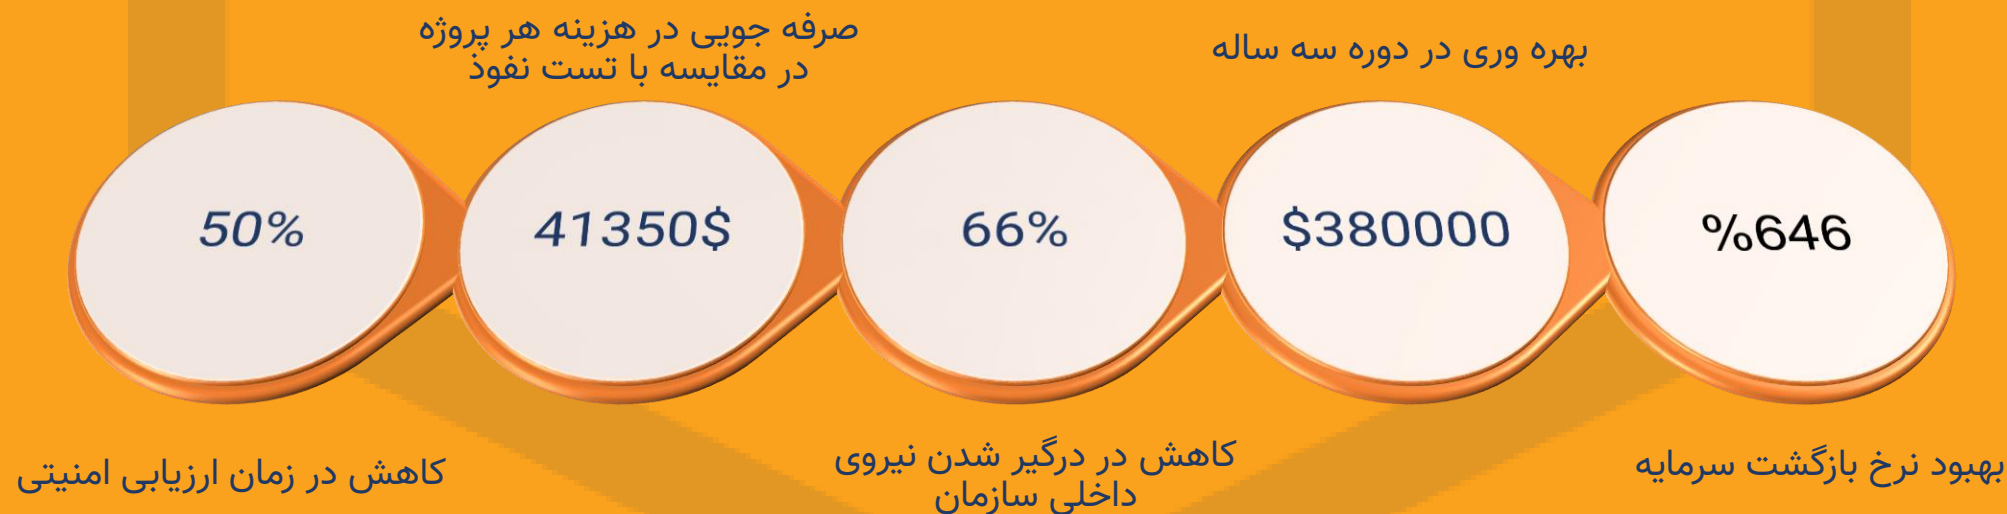 صرفه جویی در هزینه هر پروژه
در مقایسه با تست نفوذ
بهره وری در دوره سه ساله
50%
41350$
66%
$380000
%646
کاهش در زمان ارزیابی امنیتی
کاهش در درگیر شدن نیروی
داخلی سازمان
بهبود نرخ بازگشت سرمایه